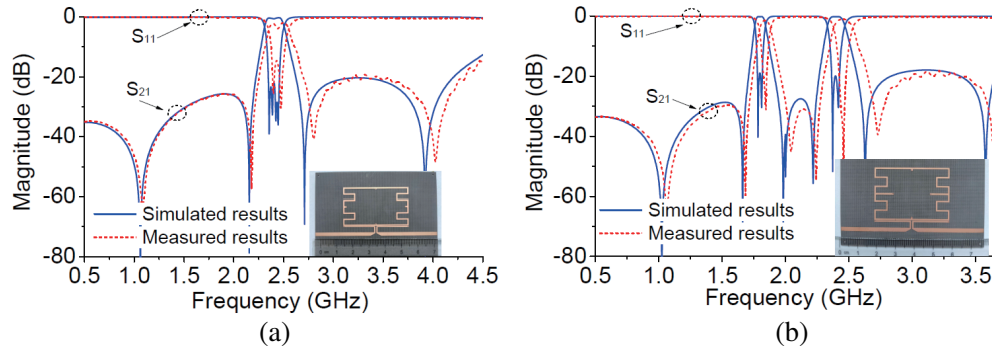 0
-20
-40
-60
-80
Magnitude (dB)
S11
S21
Simulated results
Measured results
0.5 1.0 1.5 2.0 2.5 3.0 3.5 4.0 4.5
Frequency (GHz)
(a)
0
-20
-40
-60
-80
Magnitude (dB)
S11
S21
Simulated results
Measured results
0.5 1.0 1.5 2.0 2.5 3.0 3.
Frequency (GHz)
(b)